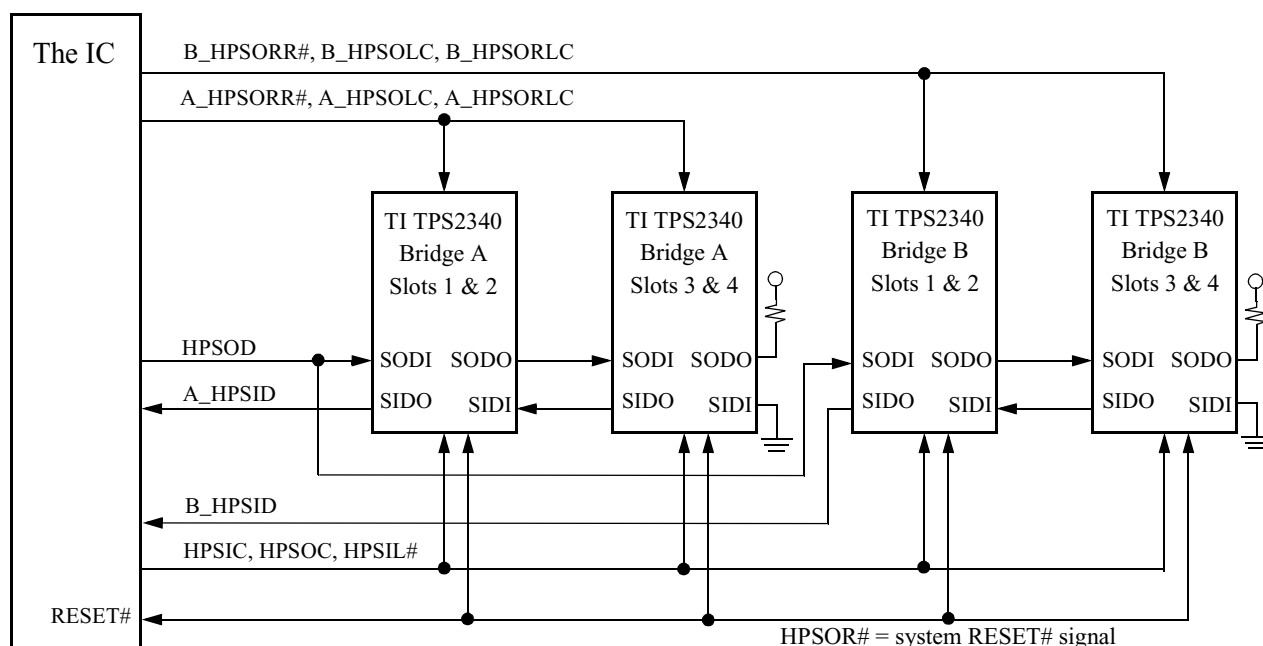 The IC
B_HPSORR#, B_HPSOLC, B_HPSORLC
A_HPSORR#, A_HPSOLC, A_HPSORLC
TI TPS2340
Bridge A
Slots 1 & 2
TI TPS2340
Bridge A
Slots 3 & 4
TI TPS2340
Bridge B
Slots 1 & 2
TI TPS2340
Bridge B
Slots 3 & 4
HPSOD
SODI SODO
SODI SODO
SODI SODO
SODI SODO
A_HPSID
SIDO SIDI
SIDO SIDI
SIDO SIDI
SIDO SIDI
B_HPSID
HPSIC, HPSOC, HPSIL#
RESET#
HPSOR# = system RESET# signal